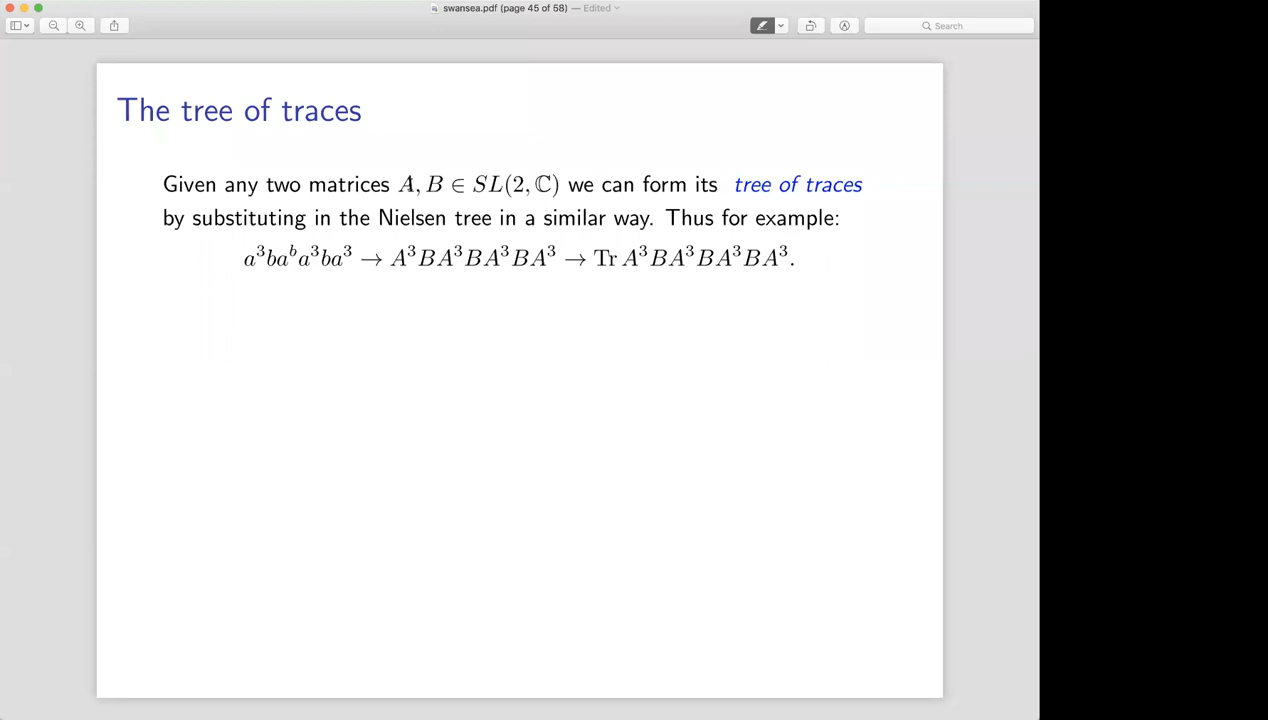 swansea.pdf (page 45 of 58) — Edited
Search
The tree of traces
Given any two matrices A, B ∈ SL(2, ℂ) we can form its tree of traces
by substituting in the Nielsen tree in a similar way. Thus for example:
a³baᵇa³ba³ → A³BA³BA³BA³ → Tr A³BA³BA³BA³.